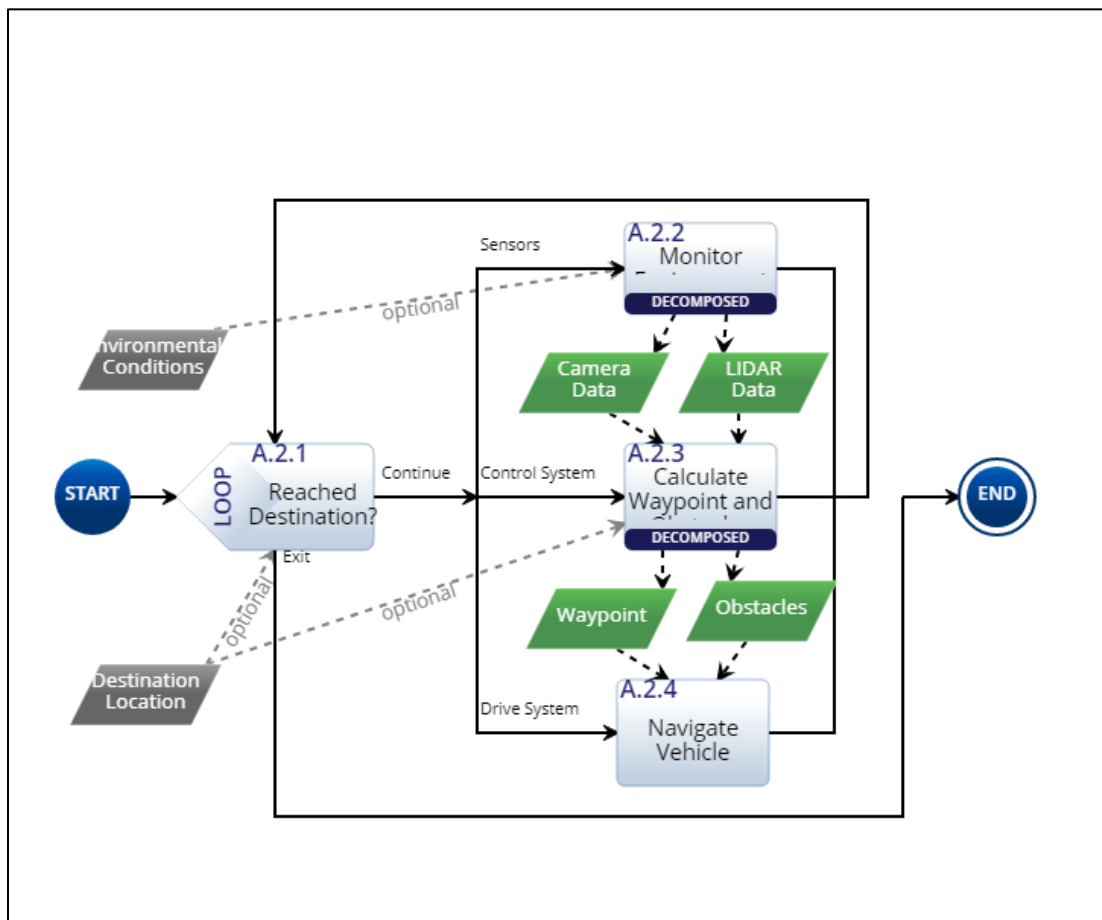 A.2.2
Sensors
Monitor
DECOMPOSED
optional
nvironmental
Conditions
Camera
Data
LIDAR
Data
A.2.1
A.2.3
LOOP
Reached
Destination?
START
Continue
Control System
Calculate
Waypoint and
DECOMPOSED
END
Exit
optional
optional
Waypoint
Obstacles
Destination
Location
A.2.4
Drive System
Navigate
Vehicle